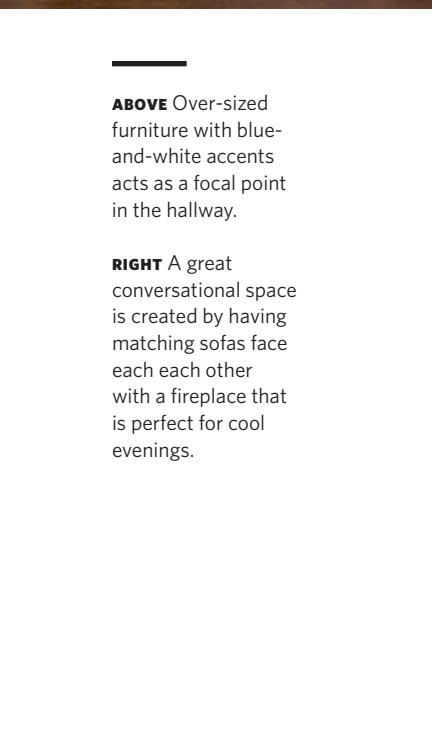 ABOVE Over-sized
furniture with blue-
and-white accents
acts as a focal point
in the hallway.
RIGHT A great
conversational space
is created by having
matching sofas face
each each other
with a fireplace that
is perfect for cool
evenings.